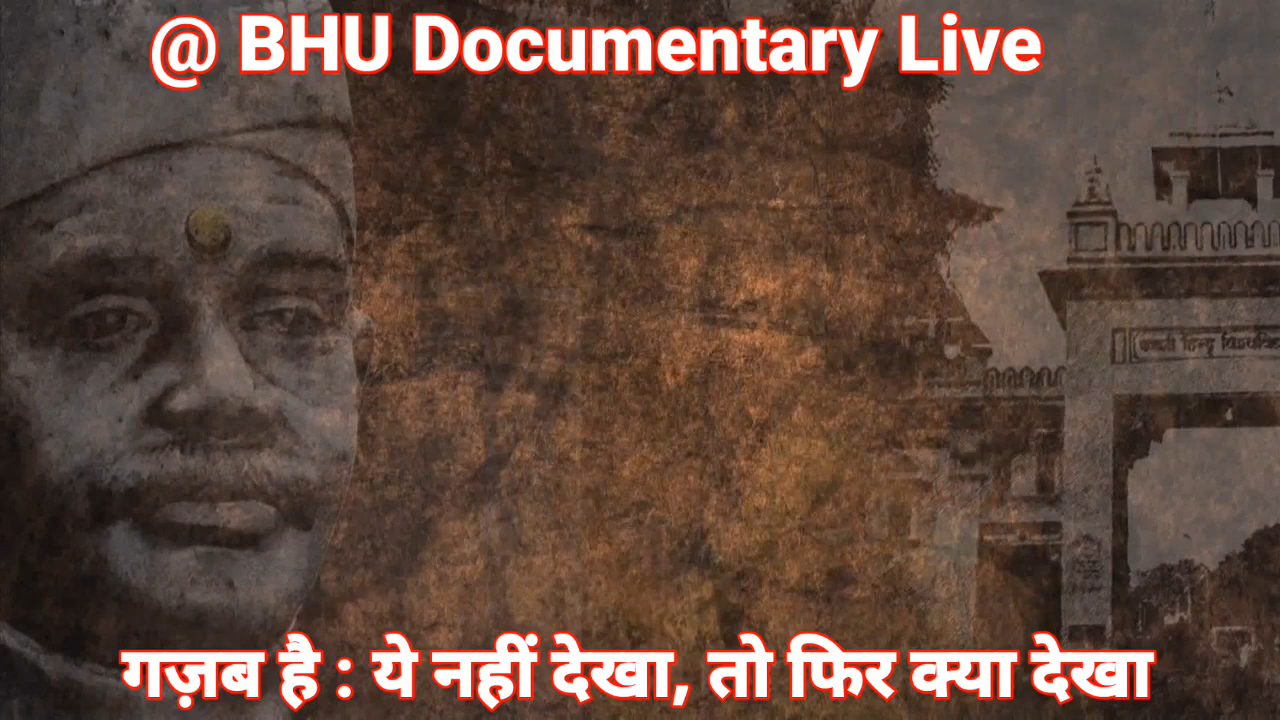 @ BHU Documentary Live
हिन्दू
गज़ब है : ये नहीं देखा, तो फिर क्या देखा